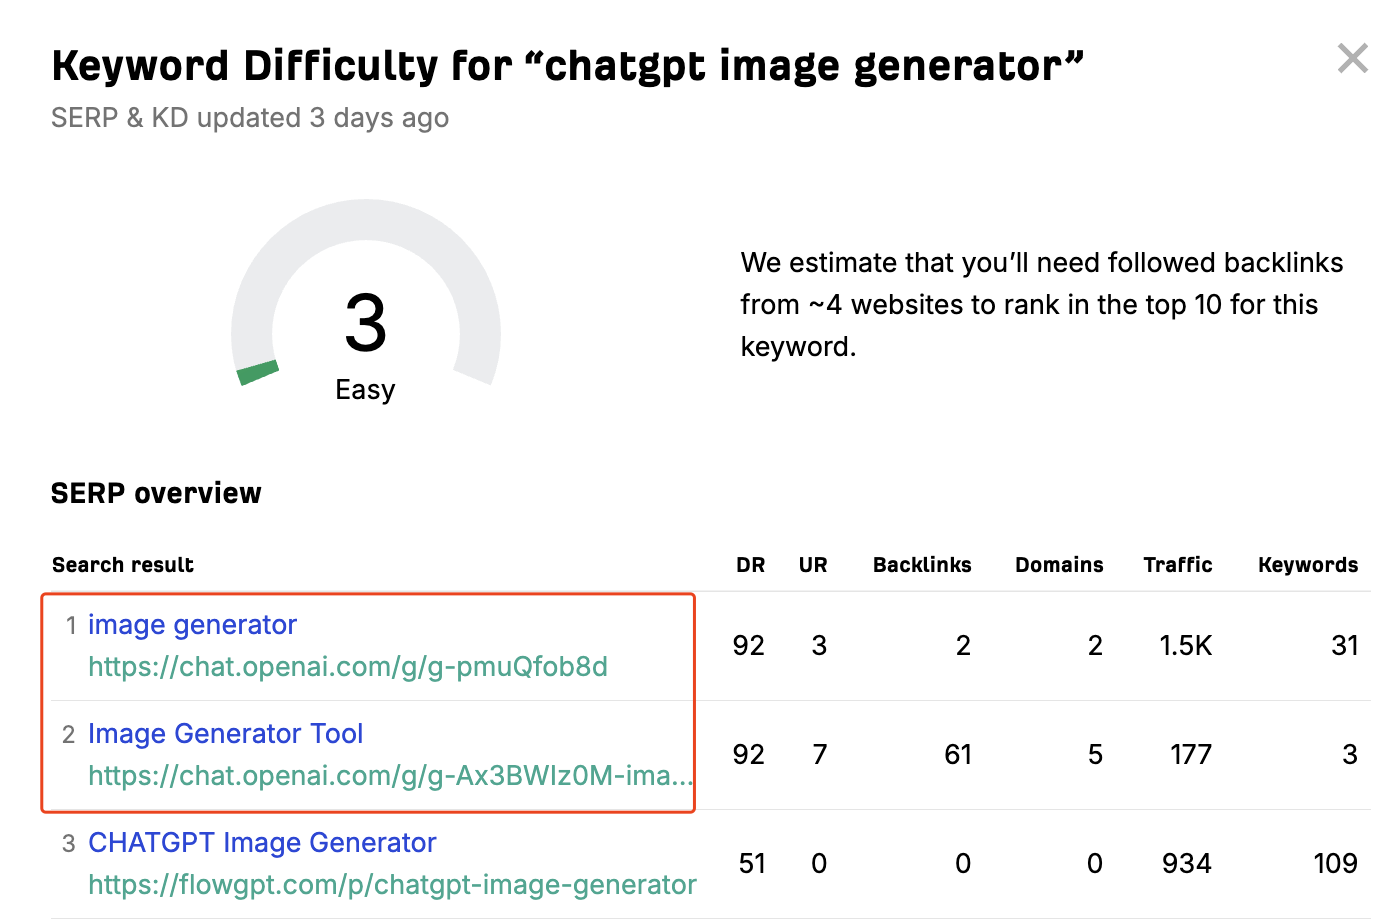 Keyword Difficulty for “chatgpt image generator”
SERP & KD updated 3 days ago
3
Easy
We estimate that you’ll need followed backlinks
from ~4 websites to rank in the top 10 for this
keyword.
SERP overview
Search result DR UR Backlinks Domains Traffic Keywords
1 image generator
https://chat.openai.com/g/g-pmuQfob8d 92 3 2 2 1.5K 31
2 Image Generator Tool
https://chat.openai.com/g/g-Ax3BWIz0M-ima... 92 7 61 5 177 3
3 CHATGPT Image Generator
https://flowgpt.com/p/chatgpt-image-generator 51 0 0 0 934 109